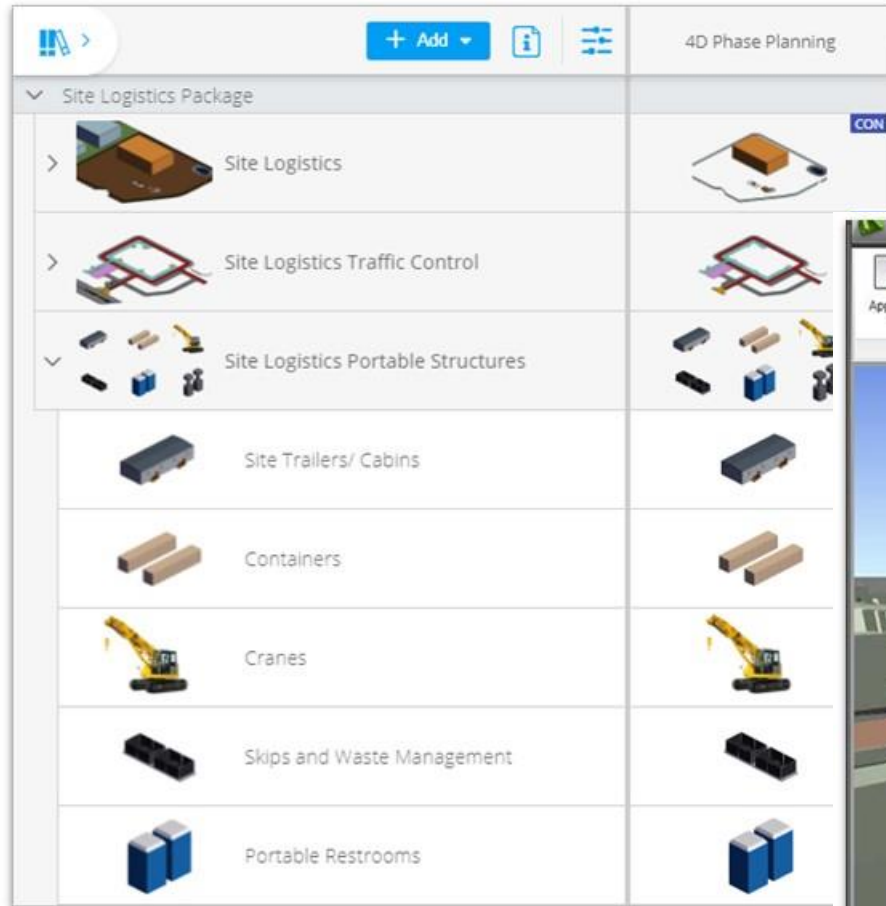 + Add
4D Phase Planning
Site Logistics Package
CON
Site Logistics
Site Logistics Traffic Control
App
Site Logistics Portable Structures
Site Trailers/ Cabins
Containers
Cranes
Skips and Waste Management
Portable Restrooms